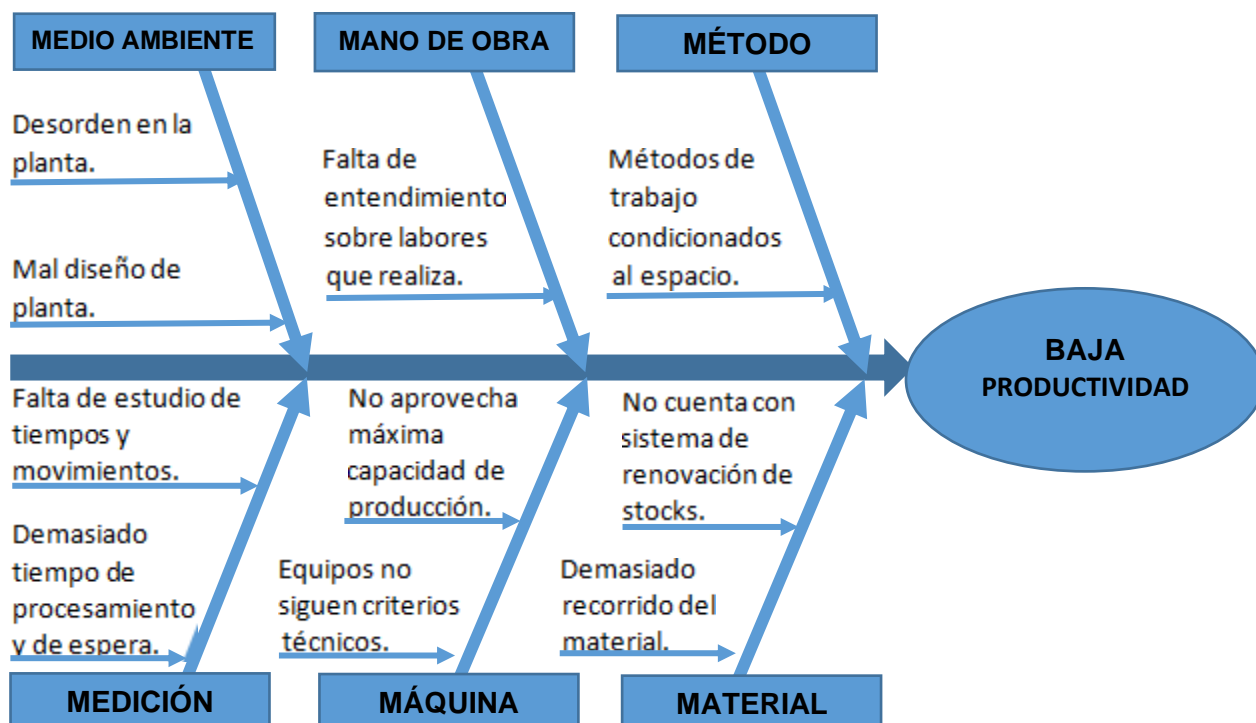 MEDIO AMBIENTE
MANO DE OBRA
MÉTODO
Desorden en la
planta.
Mal diseño de
planta.
Falta de
entendimiento
sobre labores
que realiza.
Métodos de
trabajo
condicionados
al espacio.
BAJA
PRODUCTIVIDAD
Falta de estudio de
tiempos y
movimientos.
Demasiado
tiempo de
procesamiento
y de espera.
No aprovecha
máxima
capacidad de
producción.
Equipos no
siguen criterios
técnicos.
No cuenta con
sistema de
renovación de
stocks.
Demasiado
recorrido del
material.
MEDICIÓN
MÁQUINA
MATERIAL